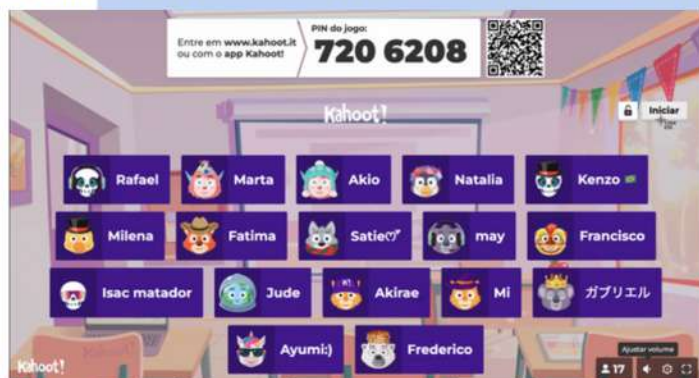 Entre em www.kahoot.it
ou com o app Kahoot!
PIN do jogo:
720 6208
Kahoot!
Iniciar
Rafael
Marta
Akio
Natalia
Kenzo
Milena
Fatima
Satie♡°
may
Francisco
Isac matador
Jude
Akirae
Mi
ガブリエル
Ayumi:)
Frederico
Ajustar volume
Kahoot!
17